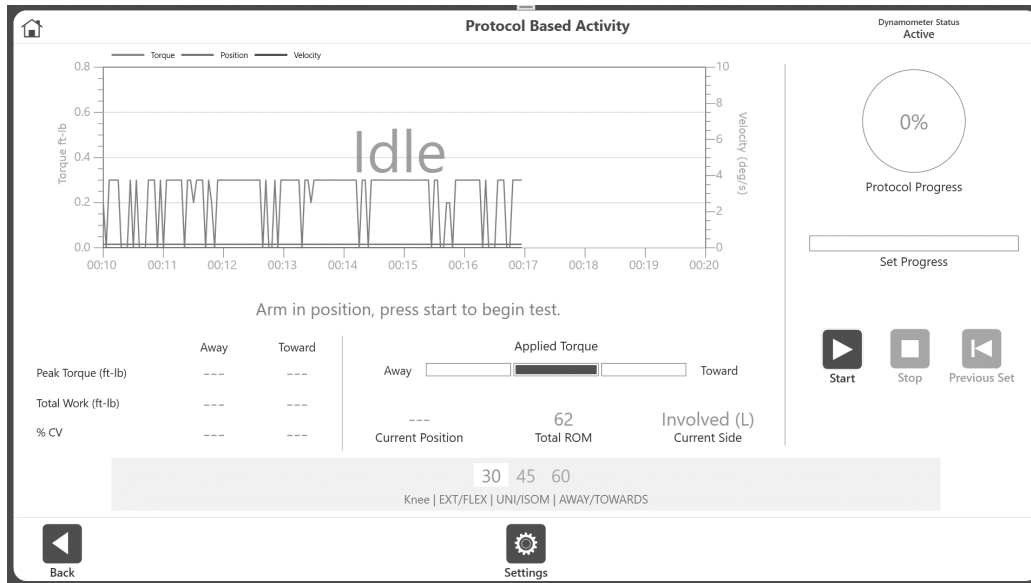 Protocol Based Activity
Dynamometer Status
Active
Torque Position Velocity
0.8
0.6
0.4
0.2
0.0
Torque ft-lb
10
8
6
4
2
0
Velocity (deg/s)
Idle
00:10 00:11 00:12 00:13 00:14 00:15 00:16 00:17 00:18 00:19 00:20
0%
Protocol Progress
Set Progress
Arm in position, press start to begin test.
Away Toward
Peak Torque (ft-lb) --- ---
Total Work (ft-lb) --- ---
% CV --- ---
Applied Torque
Away Toward
--- 62 Involved (L)
Current Position Total ROM Current Side
Start Stop Previous Set
30 45 60
Knee | EXT/FLEX | UNI/ISOM | AWAY/TOWARDS
Back
Settings